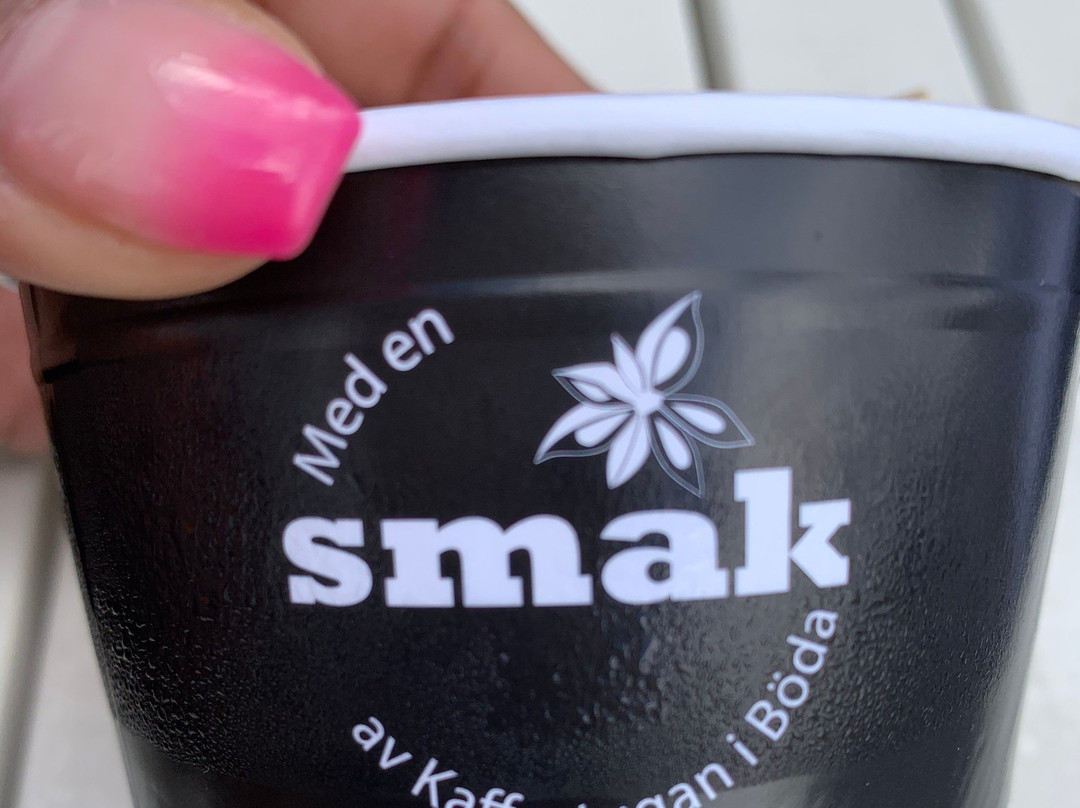 Med en
smak
av i Böda